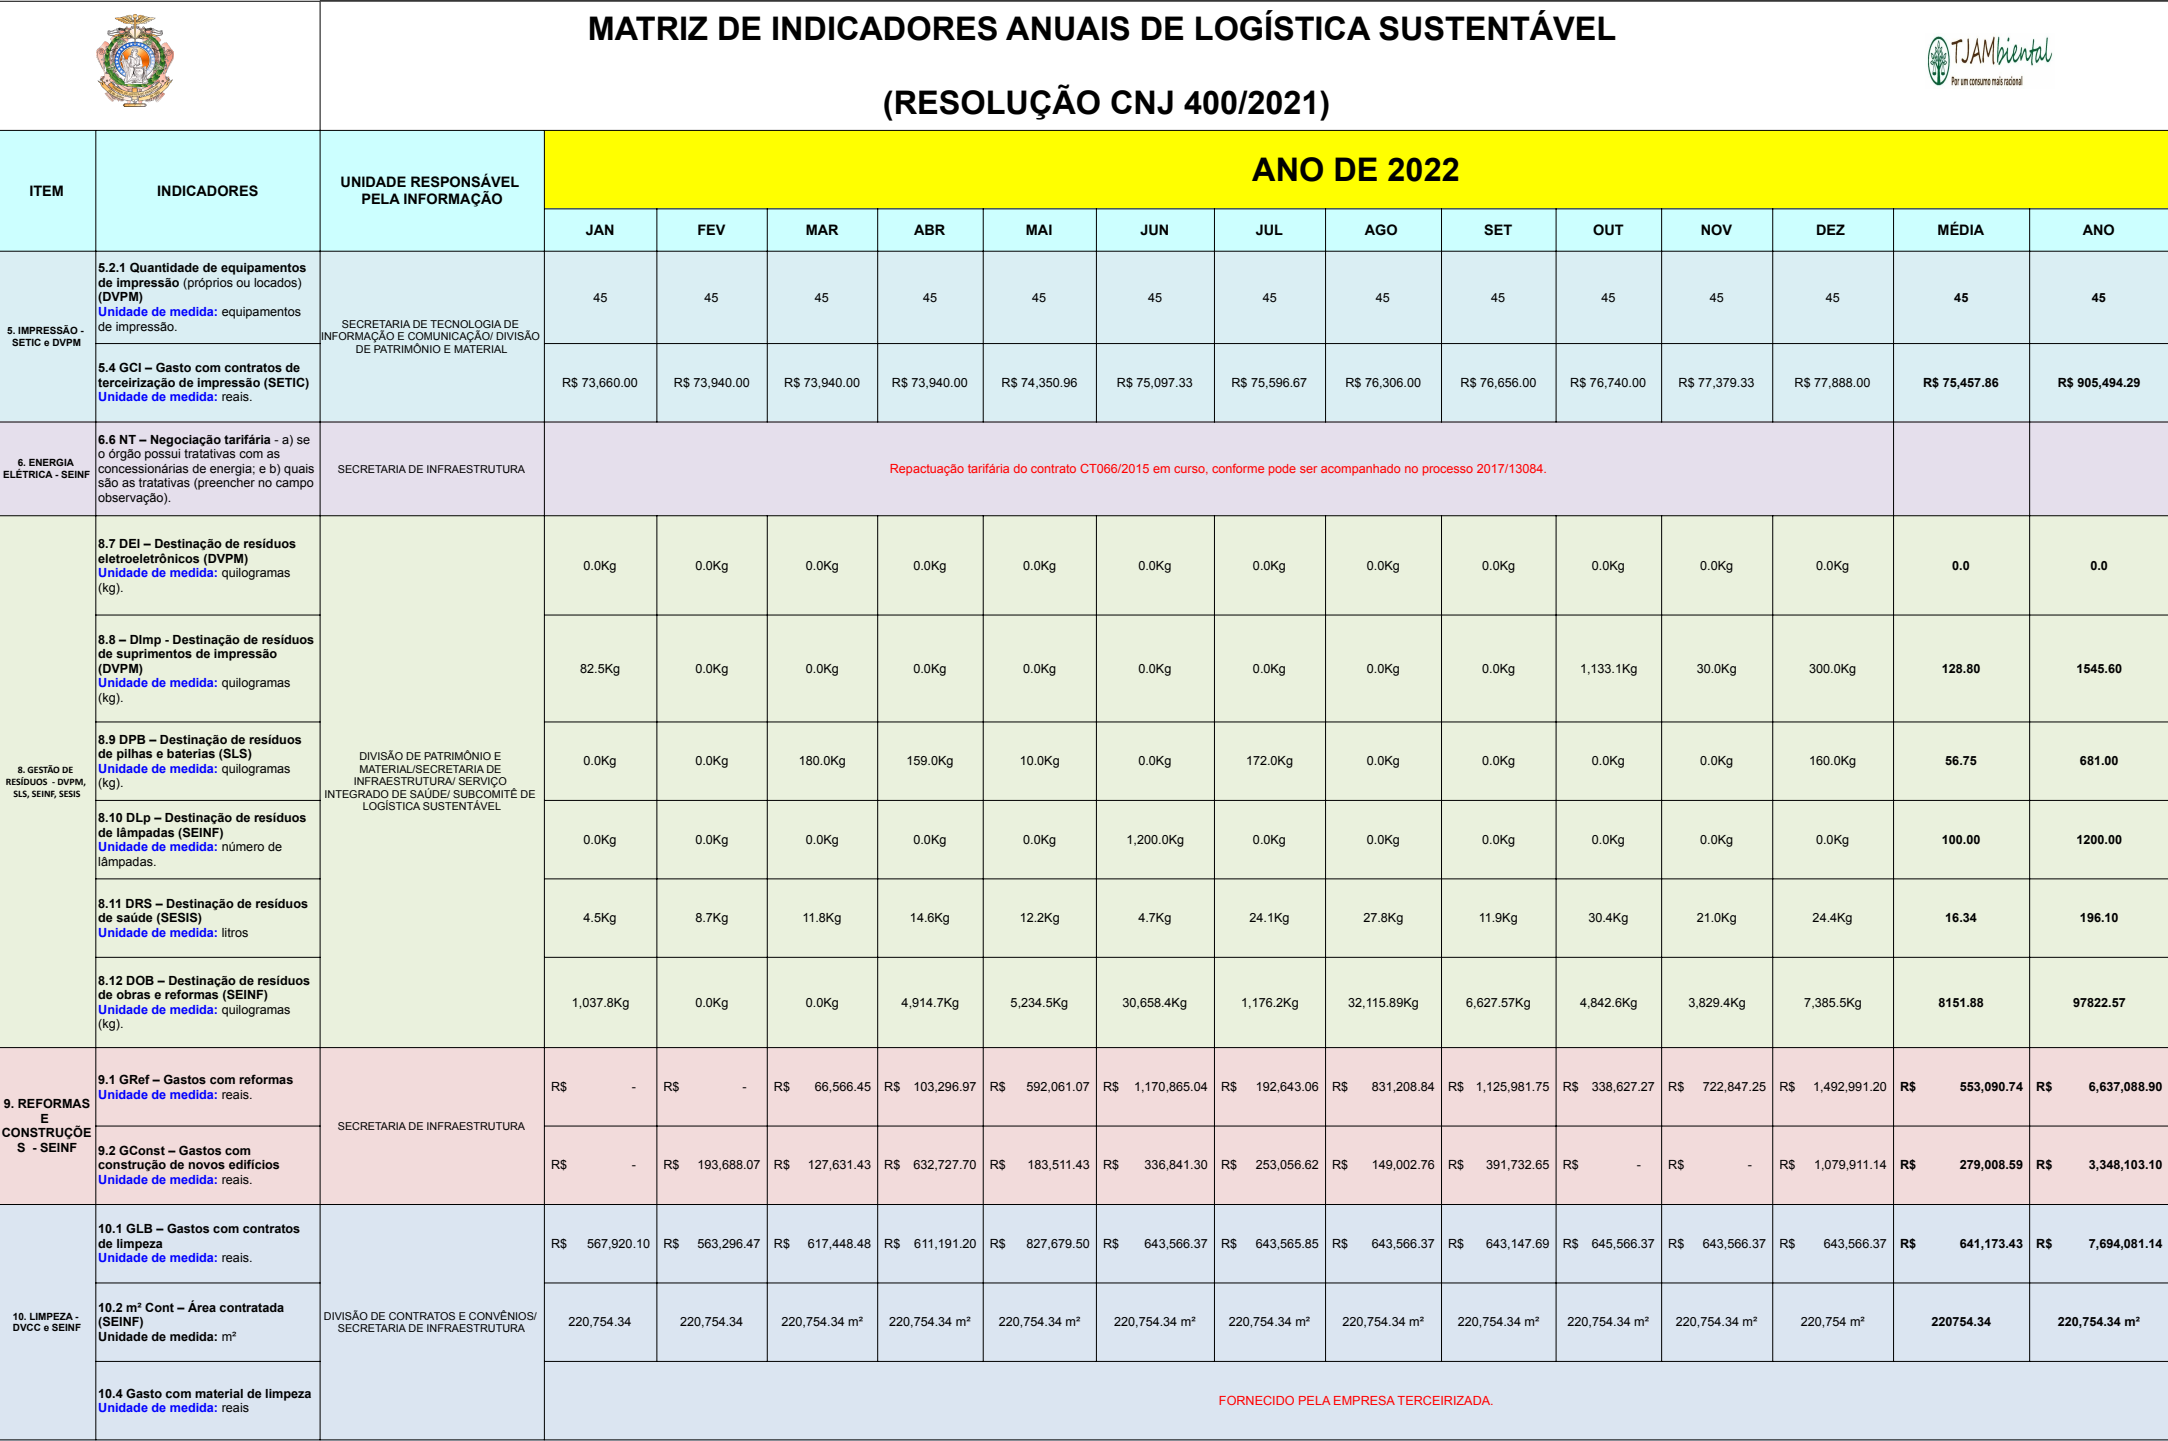 MATRIZ DE INDICADORES ANUAIS DE LOGÍSTICA SUSTENTÁVEL
(RESOLUÇÃO CNJ 400/2021)
TJAMbiental
Por um consumo mais racional
ITEM
INDICADORES
UNIDADE RESPONSÁVEL
PELA INFORMAÇÃO
ANO DE 2022
JAN FEV MAR ABR MAI JUN JUL AGO SET OUT NOV DEZ MÉDIA ANO
5. IMPRESSÃO -
SETIC e DVPM
5.2.1 Quantidade de equipamentos
de impressão (próprios ou locados)
(DVPM)
Unidade de medida: equipamentos
de impressão.
SECRETARIA DE TECNOLOGIA DE
INFORMAÇÃO E COMUNICAÇÃO/ DIVISÃO
DE PATRIMÔNIO E MATERIAL
45 45 45 45 45 45 45 45 45 45 45 45 45 45
5.4 GCI – Gasto com contratos de
terceirização de impressão (SETIC)
Unidade de medida: reais.
R$ 73,660.00 R$ 73,940.00 R$ 73,940.00 R$ 73,940.00 R$ 74,350.96 R$ 75,097.33 R$ 75,596.67 R$ 76,306.00 R$ 76,656.00 R$ 76,740.00 R$ 77,379.33 R$ 77,888.00 R$ 75,457.86 R$ 905,494.29
6. ENERGIA
ELÉTRICA - SEINF
6.6 NT – Negociação tarifária - a) se
o órgão possui tratativas com as
concessionárias de energia; e b) quais
são as tratativas (preencher no campo
observação).
SECRETARIA DE INFRAESTRUTURA
Repactuação tarifária do contrato CT066/2015 em curso, conforme pode ser acompanhado no processo 2017/13084.
8. GESTÃO DE
RESÍDUOS - DVPM,
SLS, SEINF, SESIS
8.7 DEI – Destinação de resíduos
eletroeletrônicos (DVPM)
Unidade de medida: quilogramas
(kg).
DIVISÃO DE PATRIMÔNIO E
MATERIAL/SECRETARIA DE
INFRAESTRUTURA/ SERVIÇO
INTEGRADO DE SAÚDE/ SUBCOMITÊ DE
LOGÍSTICA SUSTENTÁVEL
0.0Kg 0.0Kg 0.0Kg 0.0Kg 0.0Kg 0.0Kg 0.0Kg 0.0Kg 0.0Kg 0.0Kg 0.0Kg 0.0Kg 0.0 0.0
8.8 – DImp - Destinação de resíduos
de suprimentos de impressão
(DVPM)
Unidade de medida: quilogramas
(kg).
82.5Kg 0.0Kg 0.0Kg 0.0Kg 0.0Kg 0.0Kg 0.0Kg 0.0Kg 0.0Kg 1,133.1Kg 30.0Kg 300.0Kg 128.80 1545.60
8.9 DPB – Destinação de resíduos
de pilhas e baterias (SLS)
Unidade de medida: quilogramas
(kg).
0.0Kg 0.0Kg 180.0Kg 159.0Kg 10.0Kg 0.0Kg 172.0Kg 0.0Kg 0.0Kg 0.0Kg 0.0Kg 160.0Kg 56.75 681.00
8.10 DLp – Destinação de resíduos
de lâmpadas (SEINF)
Unidade de medida: número de
lâmpadas.
0.0Kg 0.0Kg 0.0Kg 0.0Kg 0.0Kg 1,200.0Kg 0.0Kg 0.0Kg 0.0Kg 0.0Kg 0.0Kg 0.0Kg 100.00 1200.00
8.11 DRS – Destinação de resíduos
de saúde (SESIS)
Unidade de medida: litros
4.5Kg 8.7Kg 11.8Kg 14.6Kg 12.2Kg 4.7Kg 24.1Kg 27.8Kg 11.9Kg 30.4Kg 21.0Kg 24.4Kg 16.34 196.10
8.12 DOB – Destinação de resíduos
de obras e reformas (SEINF)
Unidade de medida: quilogramas
(kg).
1,037.8Kg 0.0Kg 0.0Kg 4,914.7Kg 5,234.5Kg 30,658.4Kg 1,176.2Kg 32,115.89Kg 6,627.57Kg 4,842.6Kg 3,829.4Kg 7,385.5Kg 8151.88 97822.57
9. REFORMAS
E
CONSTRUÇÕE
S - SEINF
9.1 GRef – Gastos com reformas
Unidade de medida: reais.
SECRETARIA DE INFRAESTRUTURA
R$ - R$ - R$ 66,566.45 R$ 103,296.97 R$ 592,061.07 R$ 1,170,865.04 R$ 192,643.06 R$ 831,208.84 R$ 1,125,981.75 R$ 338,627.27 R$ 722,847.25 R$ 1,492,991.20 R$ 553,090.74 R$ 6,637,088.90
9.2 GConst – Gastos com
construção de novos edifícios
Unidade de medida: reais.
R$ - R$ 193,688.07 R$ 127,631.43 R$ 632,727.70 R$ 183,511.43 R$ 336,841.30 R$ 253,056.62 R$ 149,002.76 R$ 391,732.65 R$ - R$ - R$ 1,079,911.14 R$ 279,008.59 R$ 3,348,103.10
10. LIMPEZA -
DVCC e SEINF
10.1 GLB – Gastos com contratos
de limpeza
Unidade de medida: reais.
DIVISÃO DE CONTRATOS E CONVÊNIOS/
SECRETARIA DE INFRAESTRUTURA
R$ 567,920.10 R$ 563,296.47 R$ 617,448.48 R$ 611,191.20 R$ 827,679.50 R$ 643,566.37 R$ 643,565.85 R$ 643,566.37 R$ 643,147.69 R$ 645,566.37 R$ 643,566.37 R$ 643,566.37 R$ 641,173.43 R$ 7,694,081.14
10.2 m² Cont – Área contratada
(SEINF)
Unidade de medida: m²
220,754.34 220,754.34 220,754.34 m² 220,754.34 m² 220,754.34 m² 220,754.34 m² 220,754.34 m² 220,754.34 m² 220,754.34 m² 220,754.34 m² 220,754.34 m² 220,754 m² 220754.34 220,754.34 m²
10.4 Gasto com material de limpeza
Unidade de medida: reais
FORNECIDO PELA EMPRESA TERCEIRIZADA.